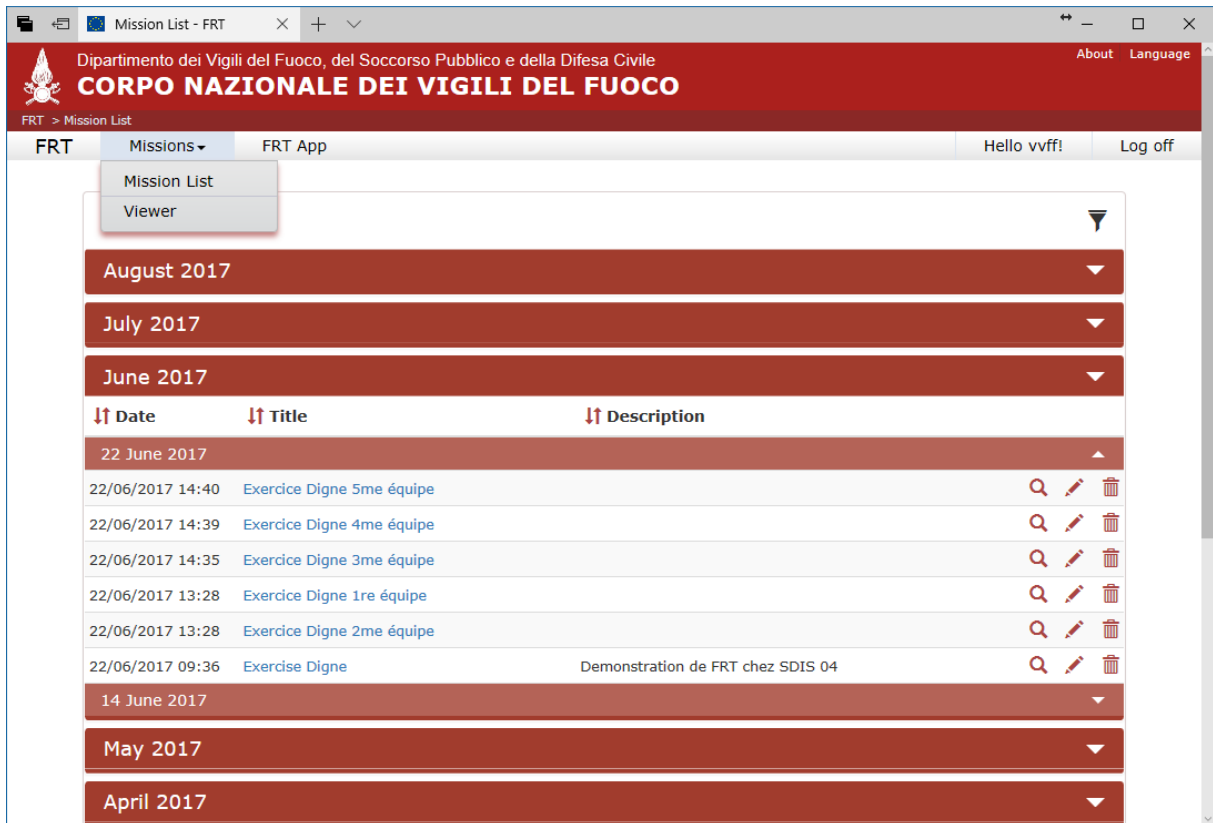 Mission List - FRT
About Language
Dipartimento dei Vigili del Fuoco, del Soccorso Pubblico e della Difesa Civile
CORPO NAZIONALE DEI VIGILI DEL FUOCO
FRT > Mission List
FRT Missions FRT App Hello vvff! Log off
Mission List
Viewer
August 2017
July 2017
June 2017
Date Title Description
22 June 2017
22/06/2017 14:40 Exercice Digne 5me équipe
22/06/2017 14:39 Exercice Digne 4me équipe
22/06/2017 14:35 Exercice Digne 3me équipe
22/06/2017 13:28 Exercice Digne 1re équipe
22/06/2017 13:28 Exercice Digne 2me équipe
22/06/2017 09:36 Exercise Digne Demonstration de FRT chez SDIS 04
14 June 2017
May 2017
April 2017